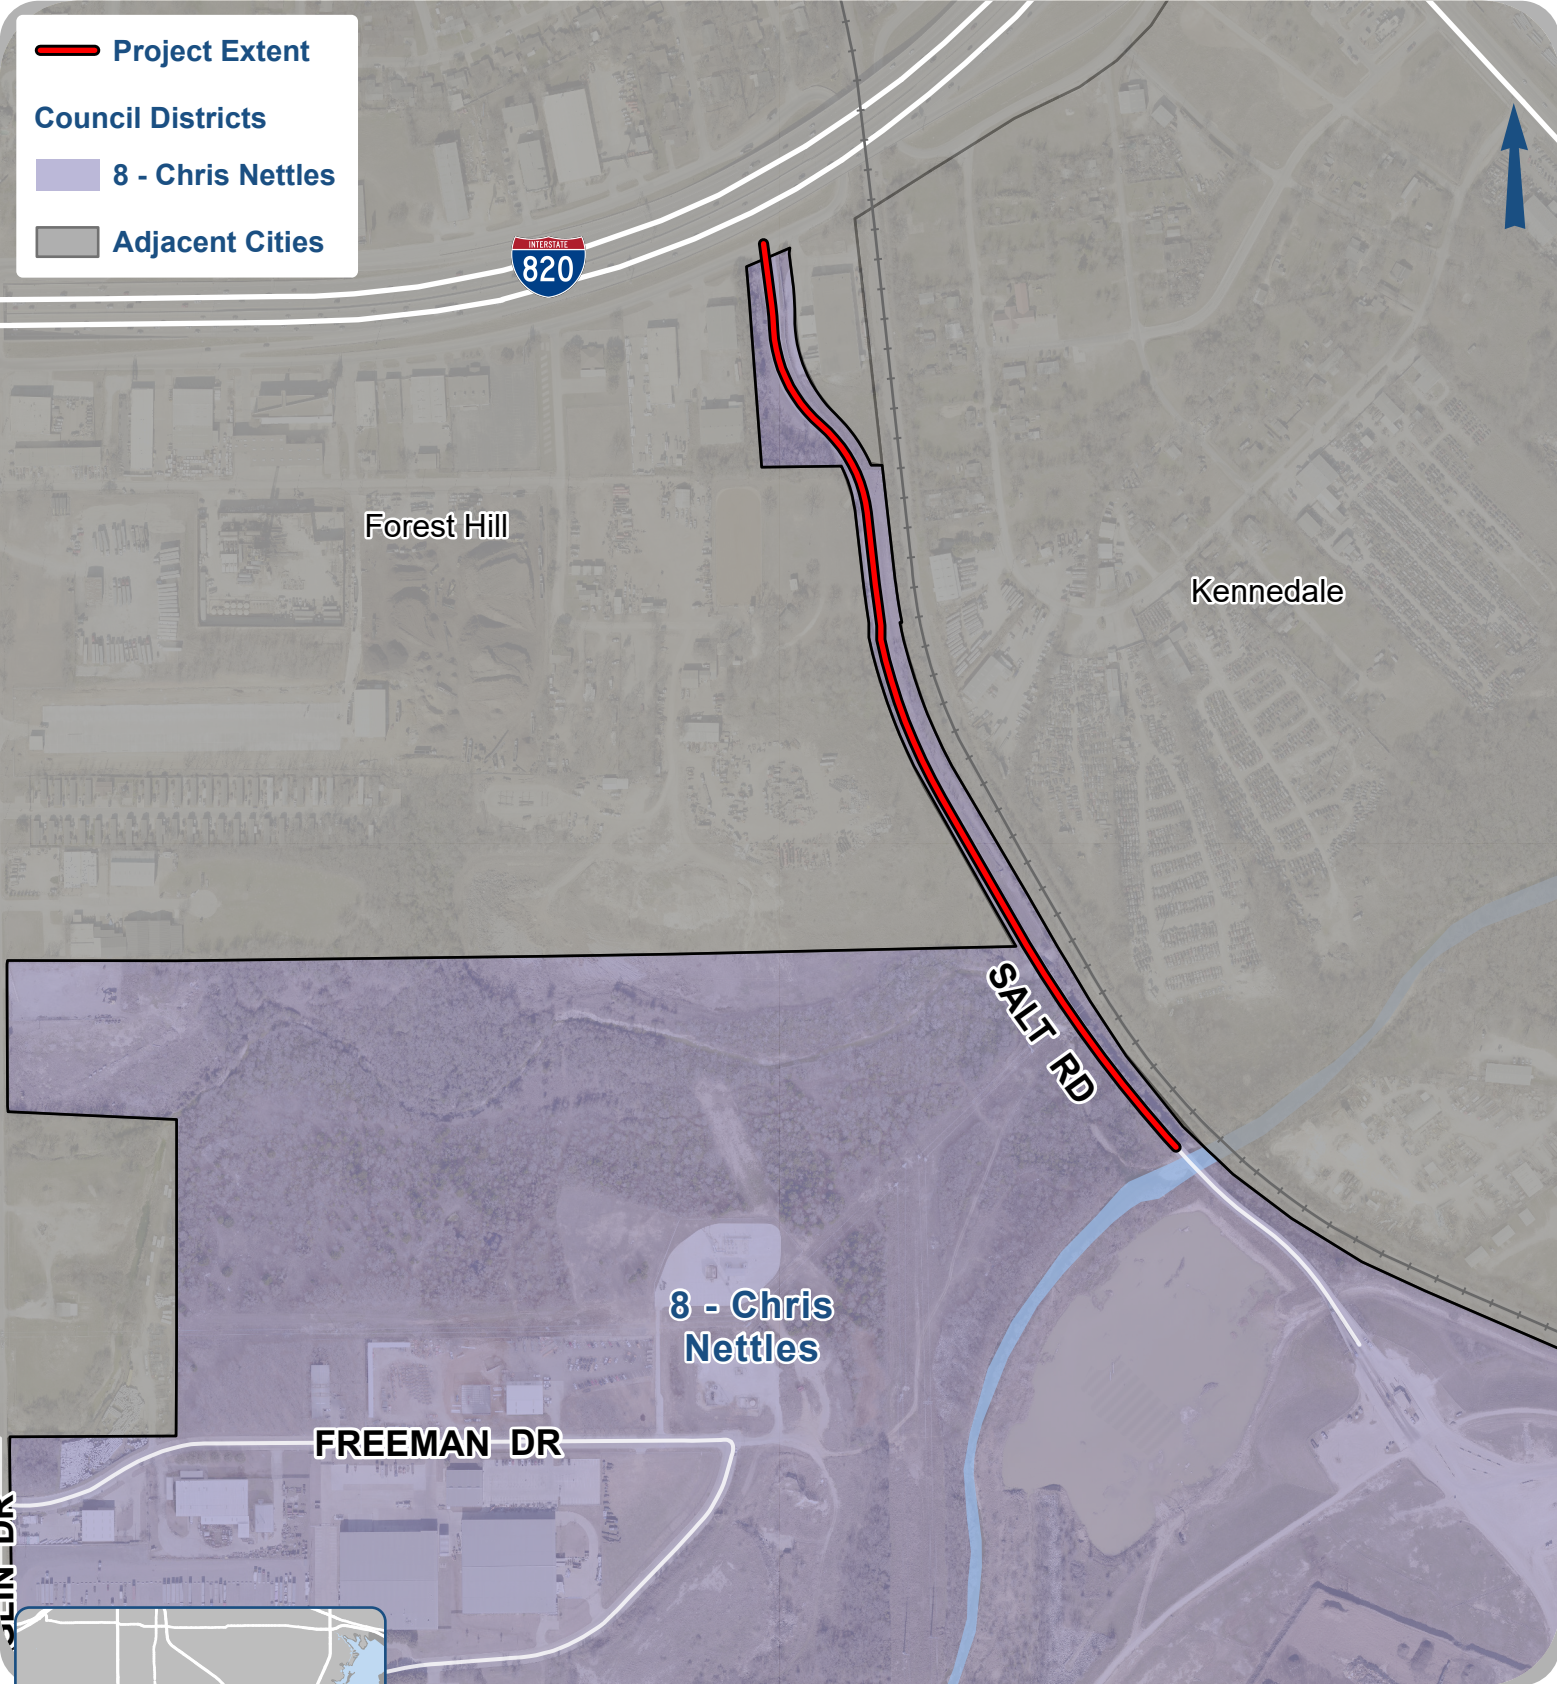 Project Extent
Council Districts
8 - Chris Nettles
Adjacent Cities
INTERSTATE
820
Forest Hill
Kennedale
SALT RD
8 - Chris
Nettles
FREEMAN DR
DR